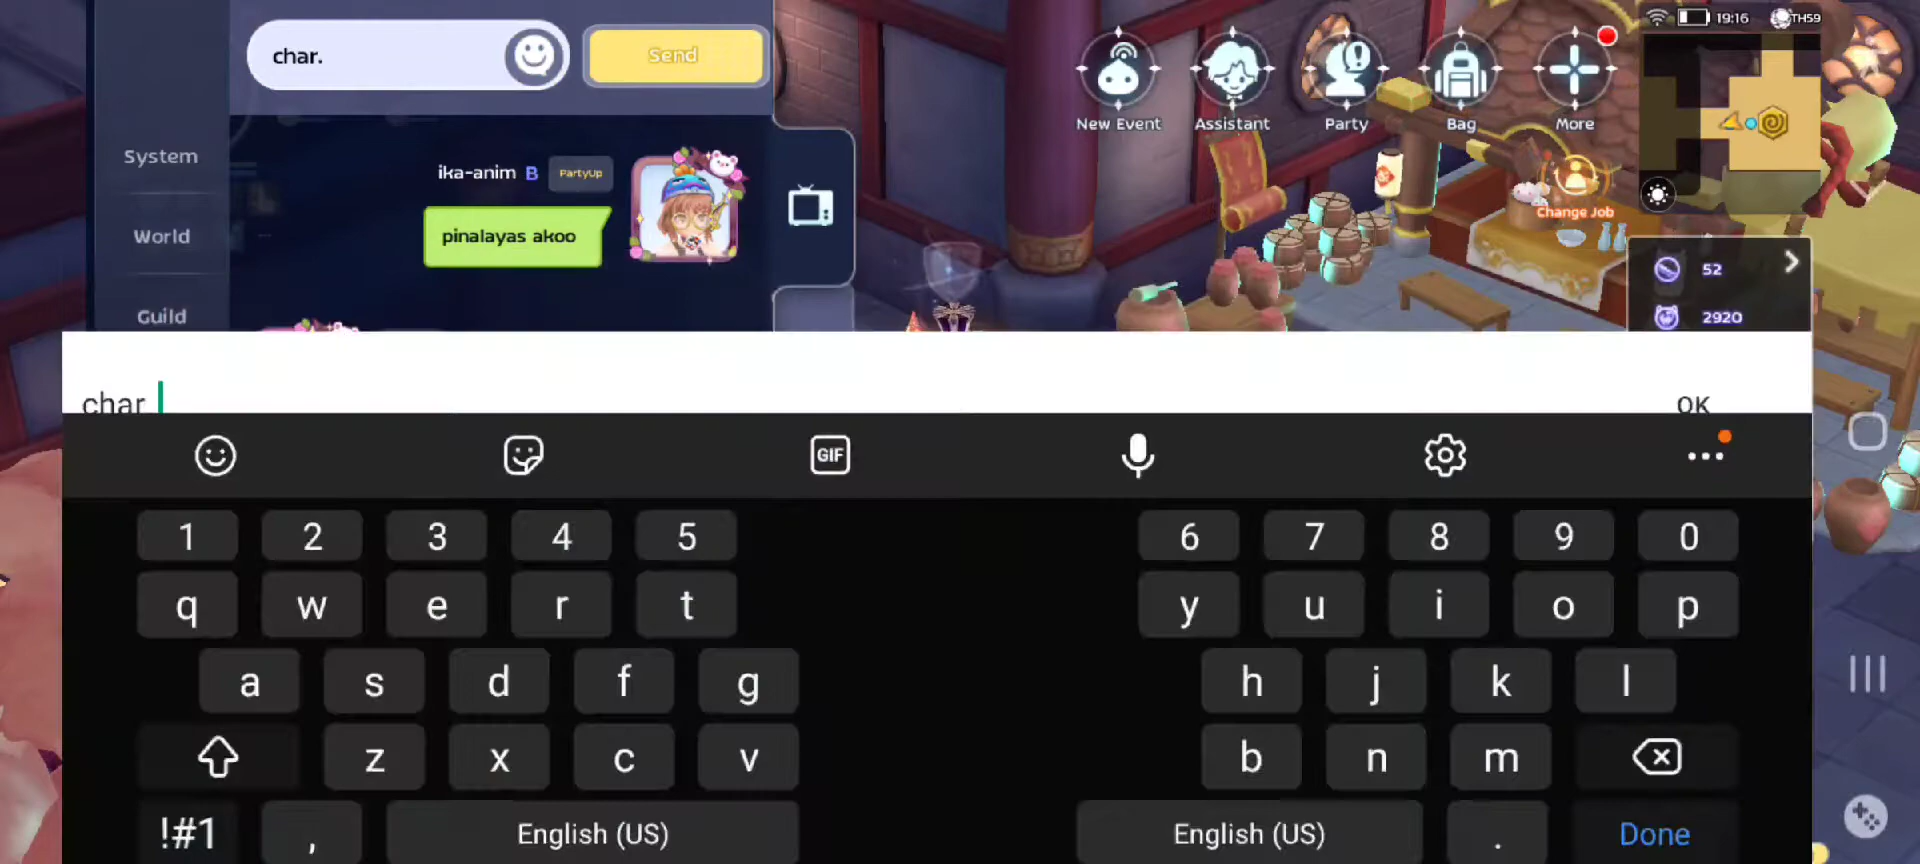 char.
Send
New Event
Assistant
Party
Bag
More
19:16
TH59
System
World
Guild
ika-anim B PartyUp
pinalayas akoo
Change Job
52
2920
char
OK
GIF
1 2 3 4 5 6 7 8 9 0
q w e r t y u i o p
a s d f g h j k l
z x c v b n m
!#1 , English (US) English (US) . Done